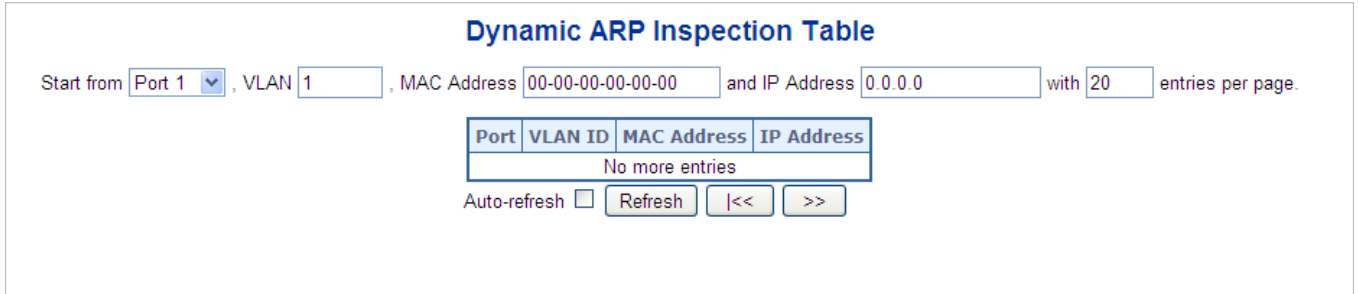 Dynamic ARP Inspection Table
Start from Port 1 , VLAN 1 , MAC Address 00-00-00-00-00-00 and IP Address 0.0.0.0 with 20 entries per page.
Port VLAN ID MAC Address IP Address
No more entries
Auto-refresh Refresh |<< >>